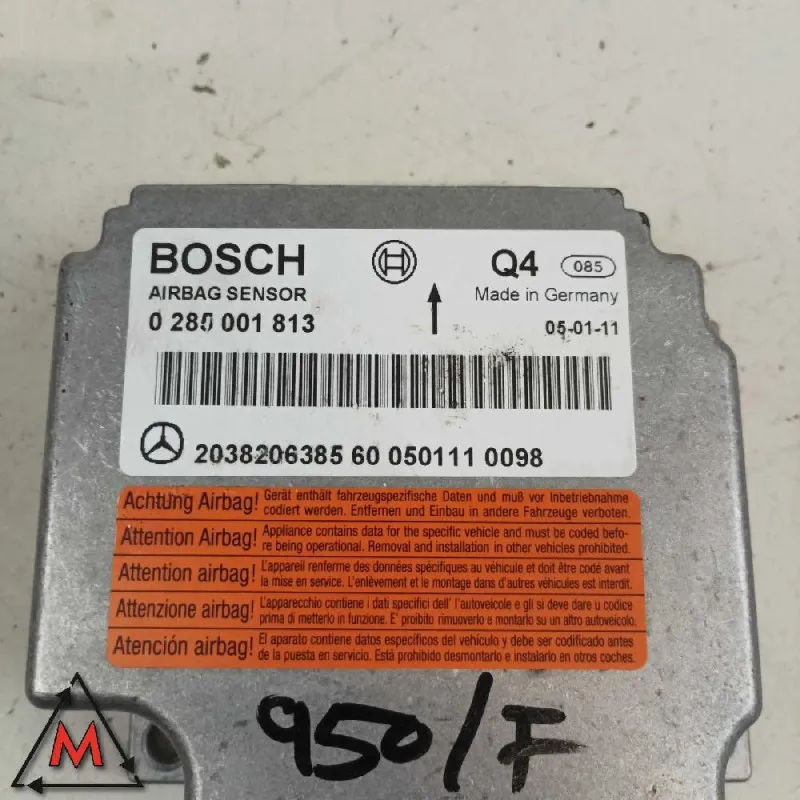 BOSCH
Q4 085
AIRBAG SENSOR
Made in Germany
0 280 001 813
05-01-11
2038206385 60 050111 0098
Achtung Airbag! Gerät enthält fahrzeugspezifische Daten und muß vor Inbetriebnahme
codiert werden. Entfernen und Einbau in andere Fahrzeuge verboten.
Attention Airbag! Appliance contains data for the specific vehicle and must be coded befo-
re being operational. Removal and installation in other vehicles prohibited.
Attention airbag! L'appareil renferme des données spécifiques au véhicule et doit être codé avant
la mise en service. L'enlèvement et le montage dans d'autres véhicules est interdit.
Attenzione airbag! L'apparecchio contiene i dati specifici dell' l'autoveicole e gli si deve dare u codice
prima di metterlo in funzione. E' proibito rimuoverlo e montarlo su un altro autoveicolo.
Atención airbag! El aparato contiene datos específicos del vehículo y debe ser codificado antes
de la puesta en servicio. Está prohibido desmontarlo e instalarlo en otros coches.
950/F
M